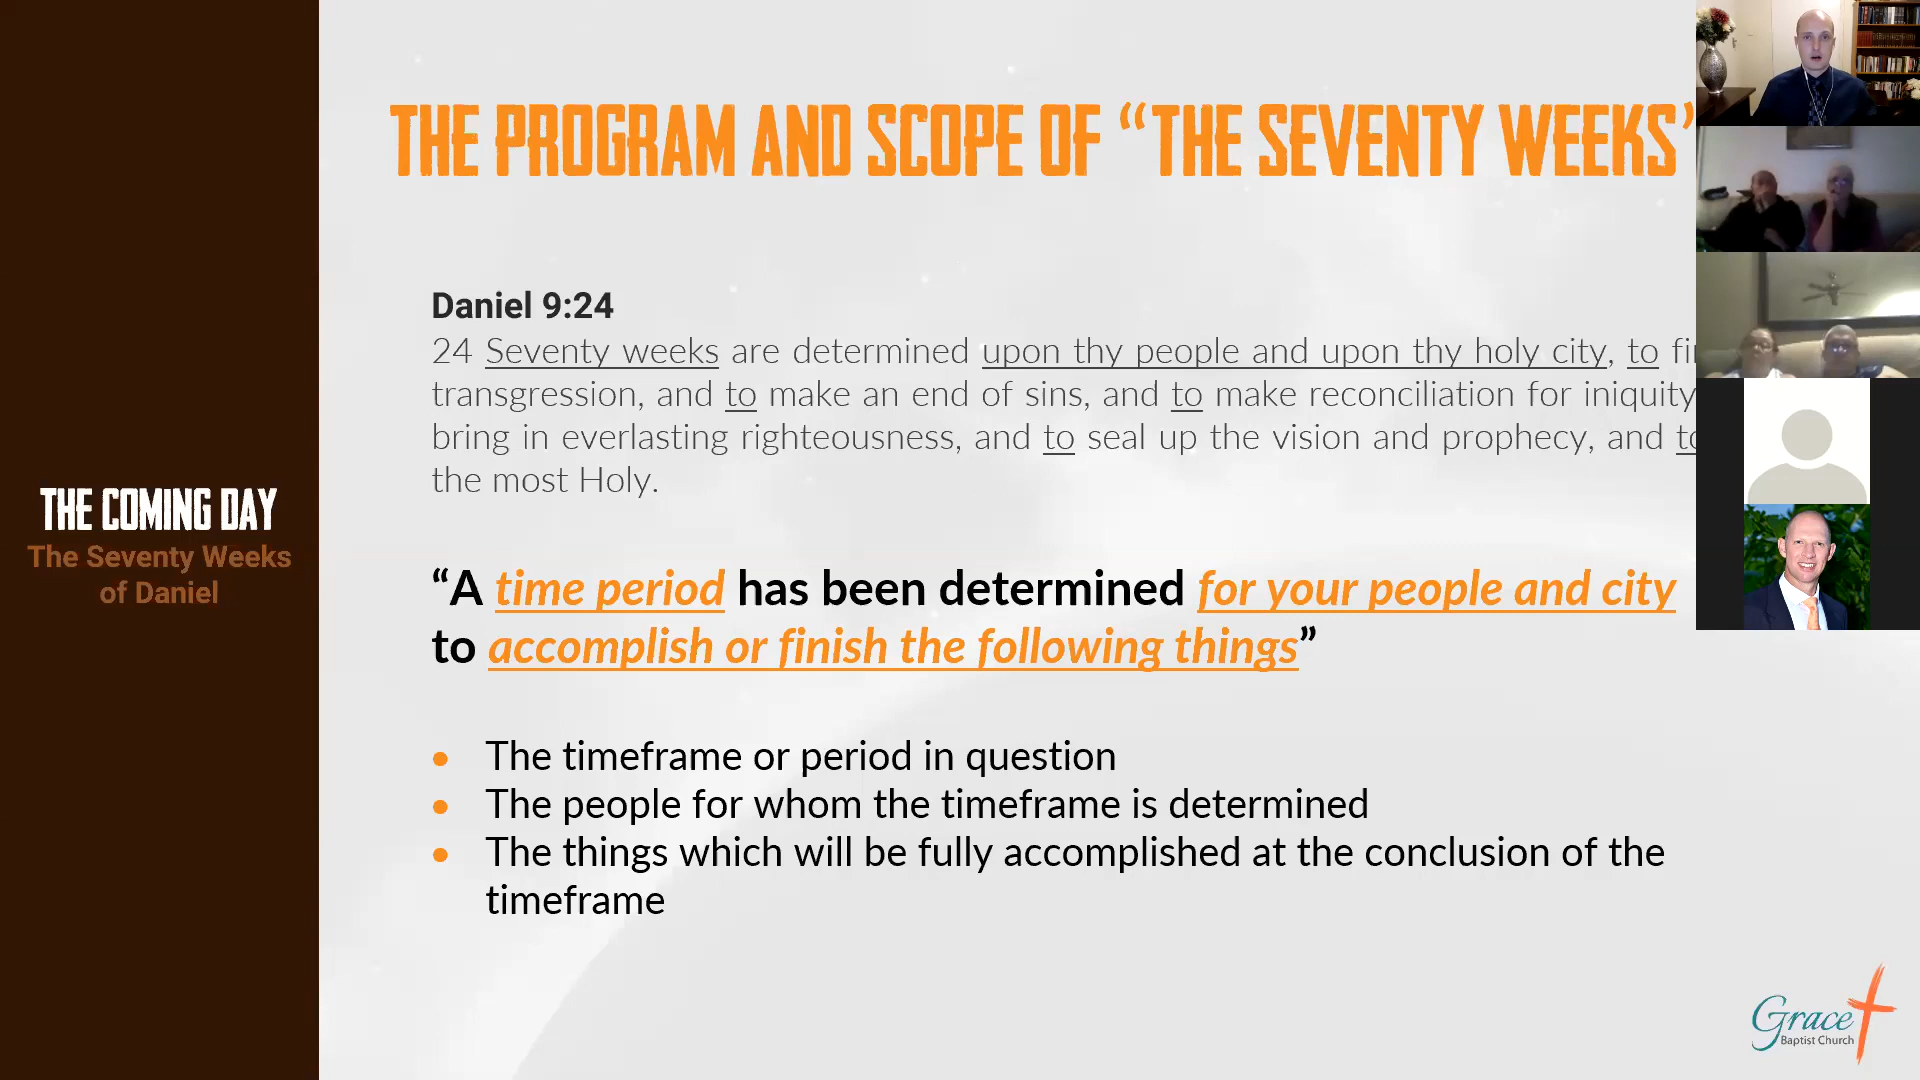 THE PROGRAM AND SCOPE OF “THE SEVENTY WEEKS”
Daniel 9:24
24 Seventy weeks are determined upon thy people and upon thy holy city, to
transgression, and to make an end of sins, and to make reconciliation for iniquity
bring in everlasting righteousness, and to seal up the vision and prophecy, and to
the most Holy.
THE COMING DAY
The Seventy Weeks
of Daniel
“A time period has been determined for your people and city
to accomplish or finish the following things”
• The timeframe or period in question
• The people for whom the timeframe is determined
• The things which will be fully accomplished at the conclusion of the
timeframe
Grace
Baptist Church